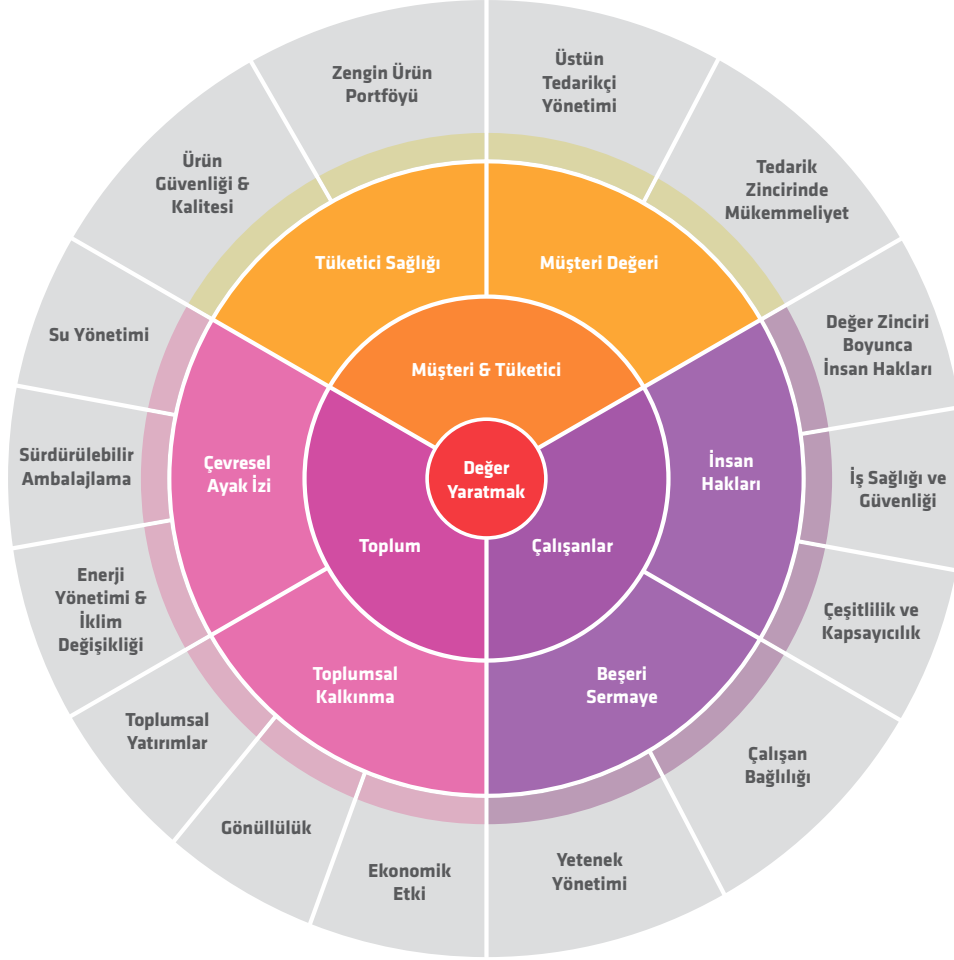 Zengin Ürün
Portföyü
Üstün
Tedarikçi
Yönetimi
Ürün
Güvenliği &
Kalitesi
Tedarik
Zincirinde
Mükemmeliyet
Tüketici Sağlığı
Müşteri Değeri
Su Yönetimi
Değer Zinciri
Boyunca
İnsan Hakları
Müşteri & Tüketici
Sürdürülebilir
Ambalajlama
Çevresel
Ayak İzi
Değer
Yaratmak
İnsan
Hakları
İş Sağlığı ve
Güvenliği
Toplum
Çalışanlar
Enerji
Yönetimi &
İklim
Değişikliği
Çeşitlilik ve
Kapsayıcılık
Toplumsal
Kalkınma
Beşeri
Sermaye
Toplumsal
Yatırımlar
Çalışan
Bağlılığı
Gönüllülük
Ekonomik
Etki
Yetenek
Yönetimi